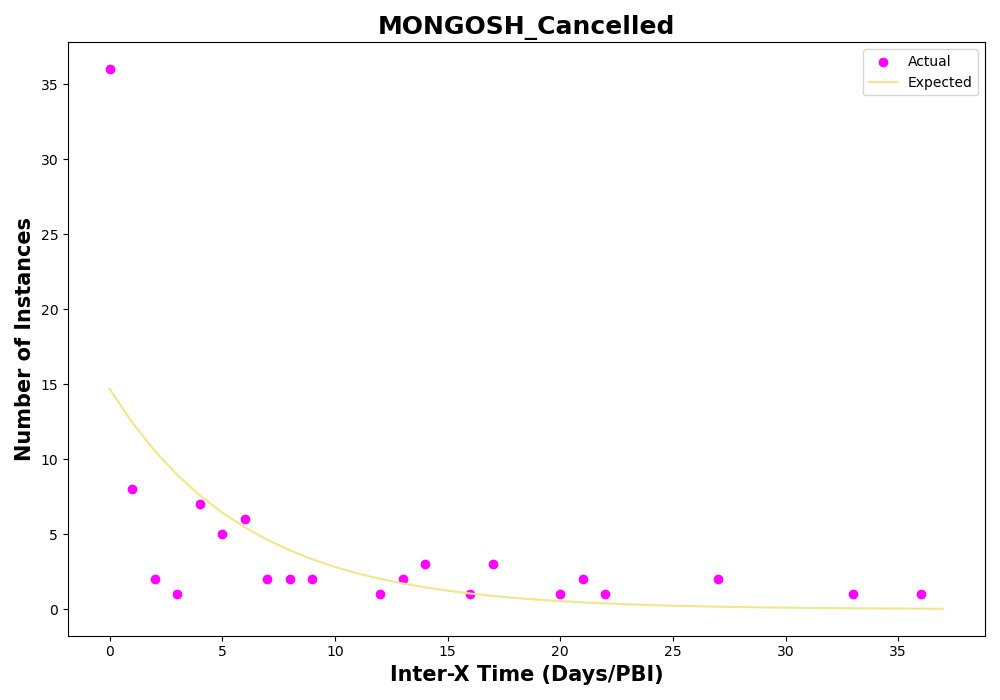 MONGOSH_Cancelled
Actual
Expected
Number of Instances
35
30
25
20
15
10
5
0
0 5 10 15 20 25 30 35
Inter-X Time (Days/PBI)